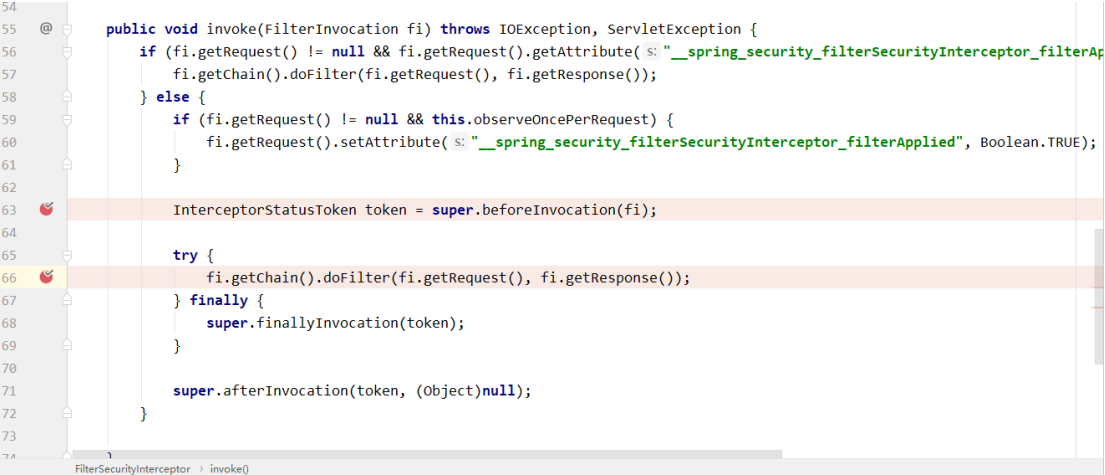 54
55 @ public void invoke(FilterInvocation fi) throws IOException, ServletException {
56 if (fi.getRequest() != null && fi.getRequest().getAttribute( s: "__spring_security_filterSecurityInterceptor_filterAp
57 fi.getChain().doFilter(fi.getRequest(), fi.getResponse());
58 } else {
59 if (fi.getRequest() != null && this.observeOncePerRequest) {
60 fi.getRequest().setAttribute( s: "__spring_security_filterSecurityInterceptor_filterApplied", Boolean.TRUE);
61 }
62
63 InterceptorStatusToken token = super.beforeInvocation(fi);
64
65 try {
66 fi.getChain().doFilter(fi.getRequest(), fi.getResponse());
67 } finally {
68 super.finallyInvocation(token);
69 }
70
71 super.afterInvocation(token, (Object)null);
72 }
73
74 }
FilterSecurityInterceptor › invoke()